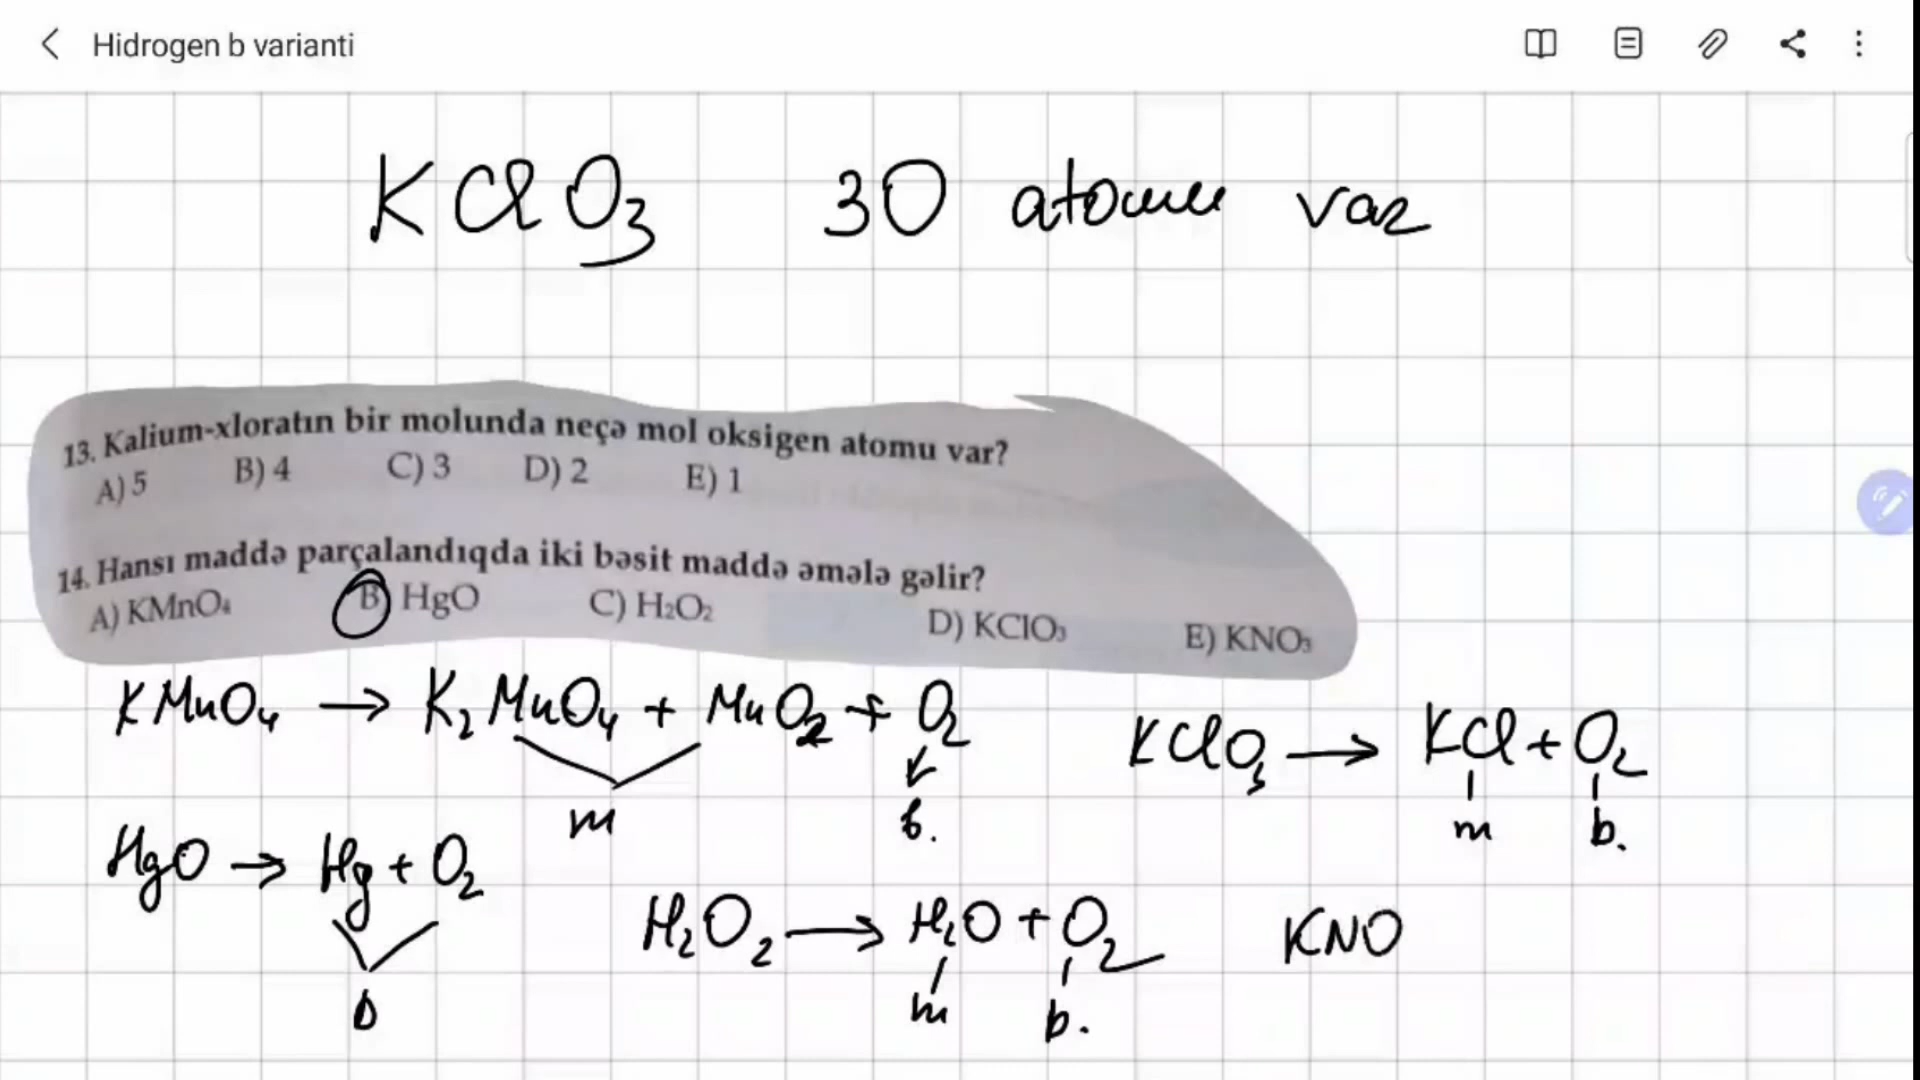 Hidrogen b varianti
KClO₃ 3O atomu var
13. Kalium-xloratın bir molunda neçə mol oksigen atomu var?
A) 5 B) 4 C) 3 D) 2 E) 1
14. Hansı maddə parçalandıqda iki bəsit maddə əmələ gəlir?
A) KMnO₄ B) HgO C) H₂O₂ D) KClO₃ E) KNO₃
KMnO₄ → K₂MnO₄ + MnO₂ + O₂
m b.
KClO₃ → KCl + O₂
m b.
HgO → Hg + O₂
b
H₂O₂ → H₂O + O₂
m b.
KNO